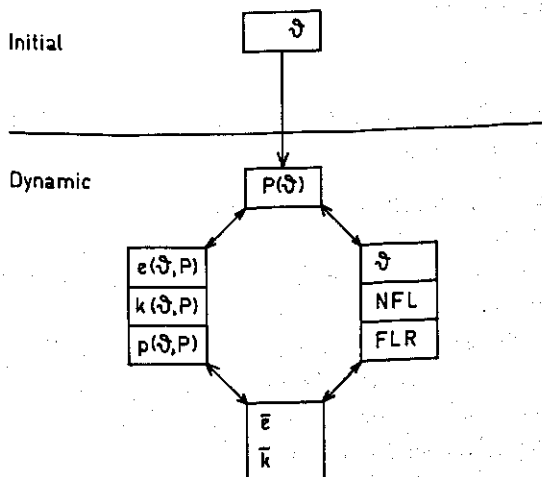 Initial
ϑ
Dynamic
P(ϑ)
e(ϑ,P)
k(ϑ,P)
p(ϑ,P)
ϑ
NFL
FLR
e̅
k̅